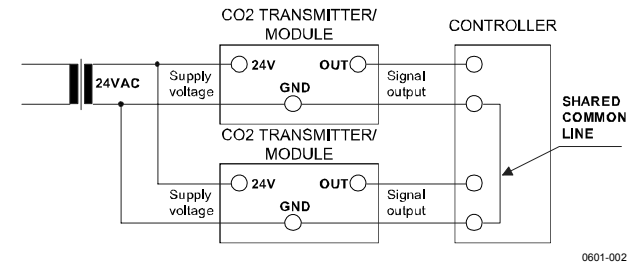 CO2 TRANSMITTER/
MODULE
CONTROLLER
24VAC
Supply
voltage
24V
OUT
GND
Signal
output
SHARED
COMMON
LINE
CO2 TRANSMITTER/
MODULE
Supply
voltage
24V
OUT
GND
Signal
output
0601-002